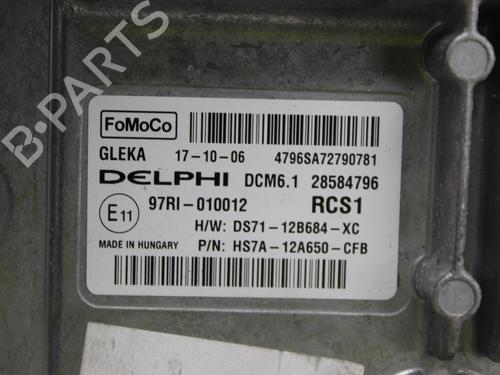 B-PARTS
FoMoCo
GLEKA 17-10-06 4796SA72790781
DELPHI DCM6.1 28584796
E11 97RI-010012 RCS1
H/W: DS71-12B684-XC
MADE IN HUNGARY P/N: HS7A-12A650-CFB